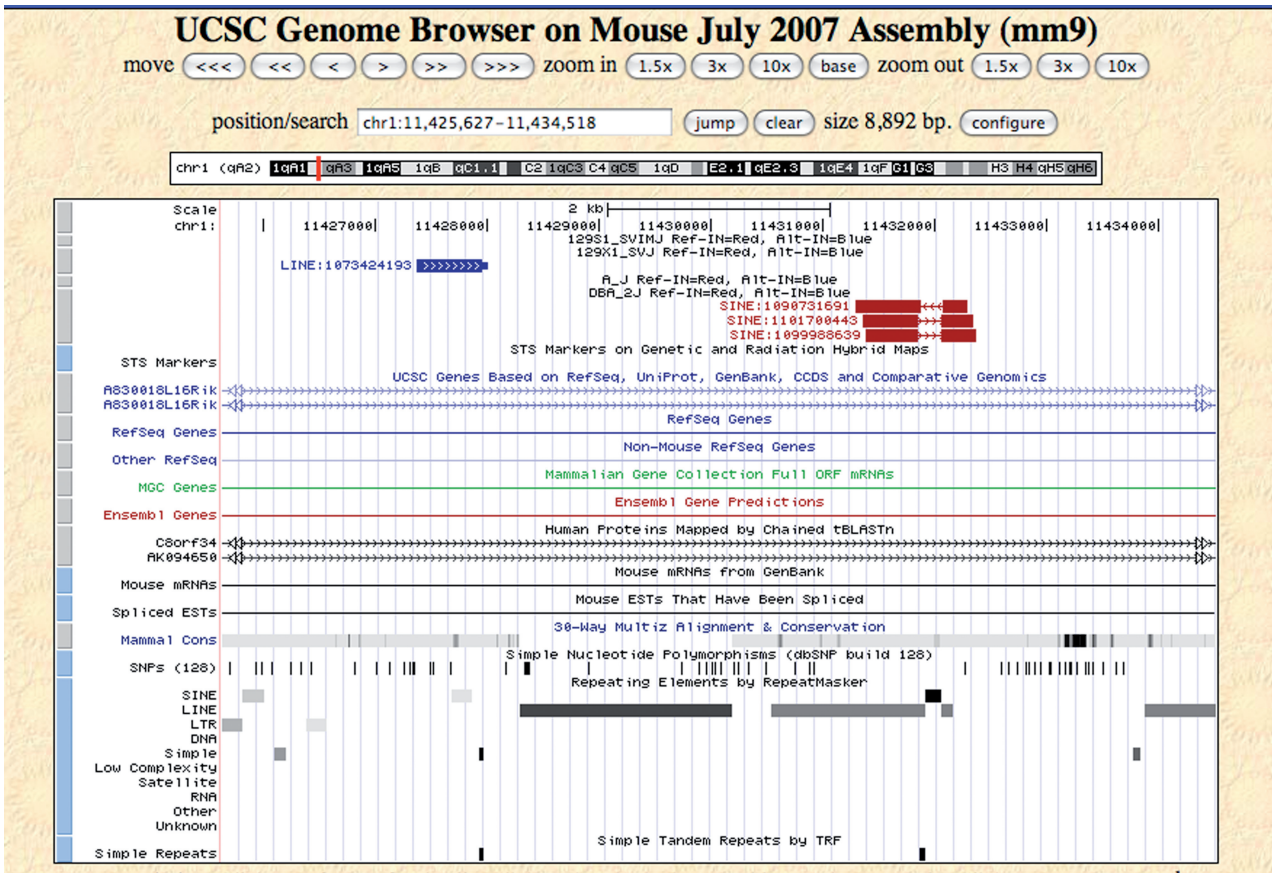 UCSC Genome Browser on Mouse July 2007 Assembly (mm9)
move <<< << < > >> >>> zoom in 1.5x 3x 10x base zoom out 1.5x 3x 10x
position/search chr1:11,425,627-11,434,518 jump clear size 8,892 bp. configure
chr1 (qA2) 1qA1 qA3 1qA5 1qB qC1.1 C2 1qC3 C4 qC5 1qD E2.1 qE2.3 1qE4 1qF G1 G3 H3 H4 qH5 qH6
Scale 2 kb
chr1: 11427000 11428000 11429000 11430000 11431000 11432000 11433000 11434000
129S1_SVIMJ Ref-IN=Red, Alt-IN=Blue
129X1_SVJ Ref-IN=Red, Alt-IN=Blue
LINE:1073424193
A_J Ref-IN=Red, Alt-IN=Blue
DBA_2J Ref-IN=Red, Alt-IN=Blue
SINE:1090731691
SINE:1101700443
SINE:1099988639
STS Markers on Genetic and Radiation Hybrid Maps
STS Markers
UCSC Genes Based on RefSeq, UniProt, GenBank, CCDS and Comparative Genomics
A830018L16Rik
A830018L16Rik
RefSeq Genes
RefSeq Genes
Non-Mouse RefSeq Genes
Other RefSeq
Mammalian Gene Collection Full ORF mRNAs
MGC Genes
Ensembl Gene Predictions
Ensembl Genes
Human Proteins Mapped by Chained tBLASTn
C8orf34
AK094650
Mouse mRNAs from GenBank
Mouse mRNAs
Mouse ESTs That Have Been Spliced
Spliced ESTs
30-Way Multiz Alignment & Conservation
Mammal Cons
Simple Nucleotide Polymorphisms (dbSNP build 128)
SNPs (128)
Repeating Elements by RepeatMasker
SINE
LINE
LTR
DNA
Simple
Low Complexity
Satellite
RNA
Other
Unknown
Simple Tandem Repeats by TRF
Simple Repeats